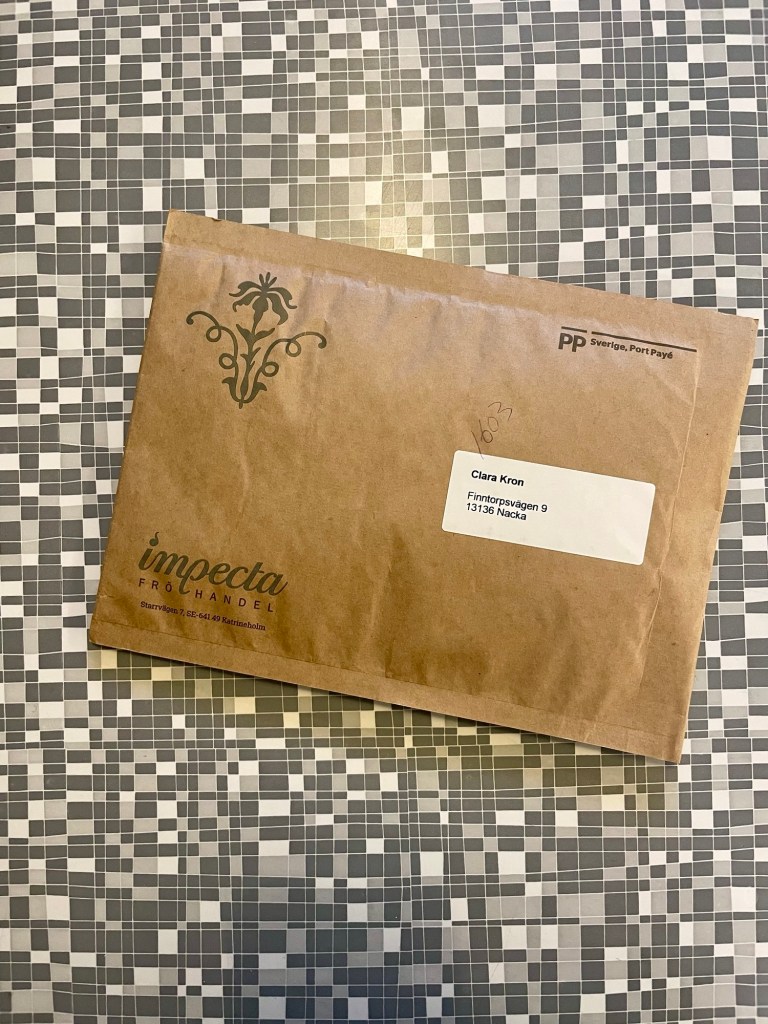 PP Sverige, Port Payé
1603
Clara Kron
Finntorpsvägen 9
13136 Nacka
impecta
FRÖHANDEL
Starrvägen 7, SE-641 49 Katrineholm